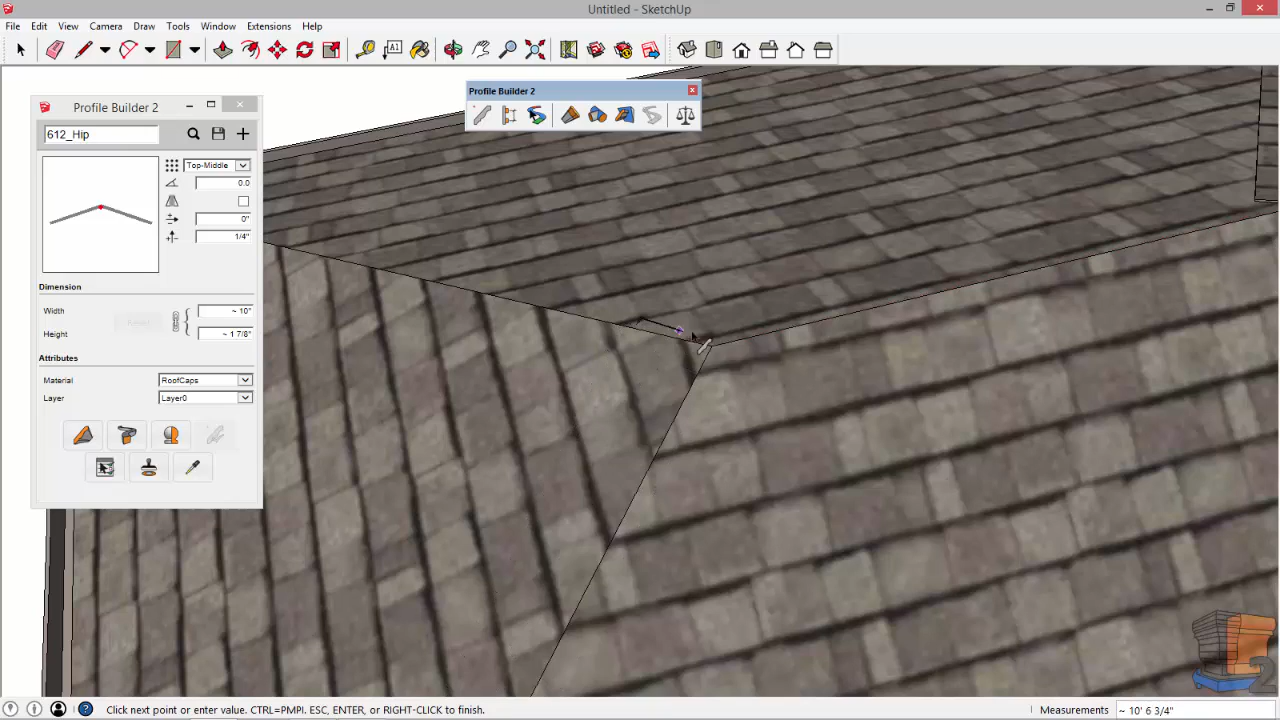 Untitled - SketchUp
File Edit View Camera Draw Tools Window Extensions Help
A1
Profile Builder 2
Profile Builder 2
612_Hip
Top-Middle
0.0
0"
1/4"
Dimension
Width ~ 10"
Height ~ 1 7/8"
Attributes
Material RoofCaps
Layer Layer0
2
Click next point or enter value. CTRL=PMPI. ESC, ENTER, or RIGHT-CLICK to finish. Measurements ~ 10' 6 3/4"